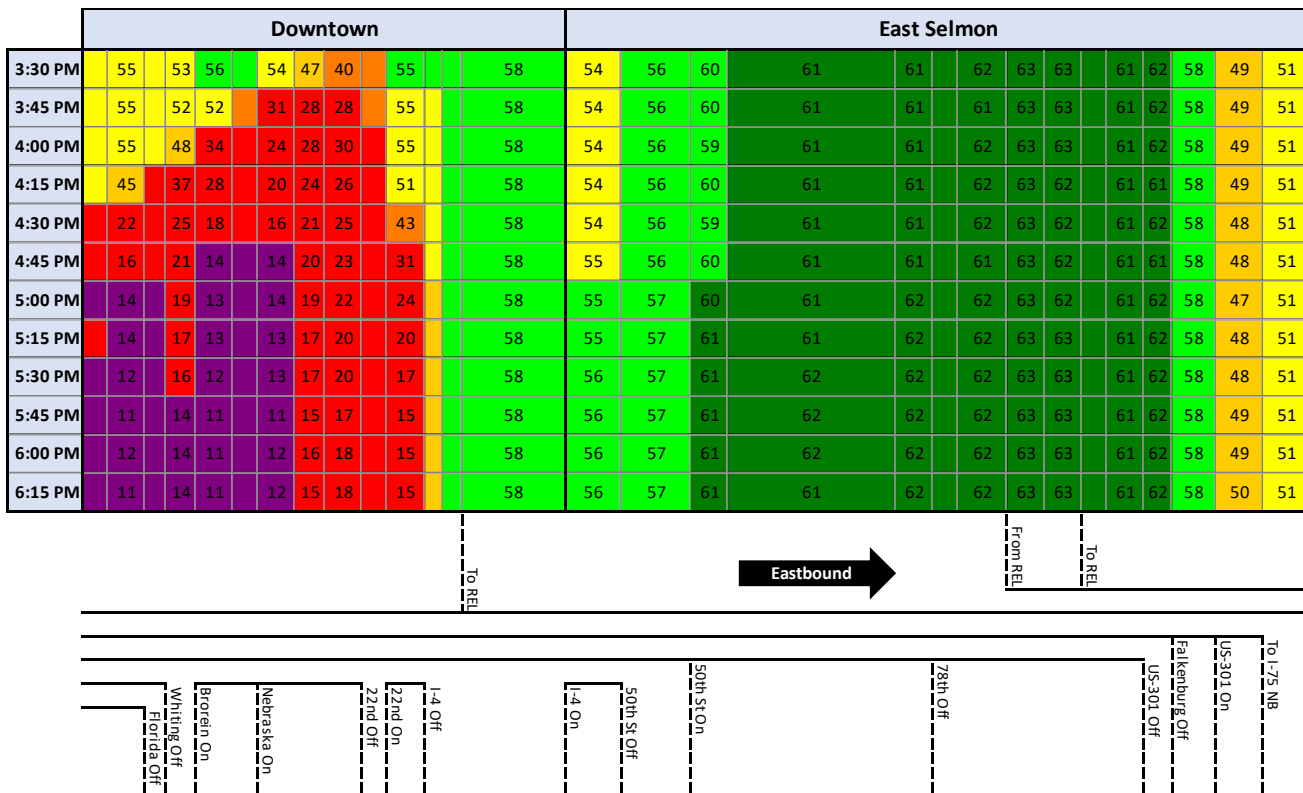 Downtown East Selmon
3:30 PM 55 53 56 54 47 40 55 58 54 56 60 61 61 62 63 63 61 62 58 49 51
3:45 PM 55 52 52 31 28 28 55 58 54 56 60 61 61 61 63 63 61 62 58 49 51
4:00 PM 55 48 34 24 28 30 55 58 54 56 59 61 61 62 63 63 61 62 58 49 51
4:15 PM 45 37 28 20 24 26 51 58 54 56 60 61 61 62 63 62 61 61 58 49 51
4:30 PM 22 25 18 16 21 25 43 58 54 56 59 61 61 62 63 63 61 62 58 48 51
4:45 PM 16 21 14 14 20 23 31 58 55 56 60 61 61 61 63 62 61 61 58 48 51
5:00 PM 14 19 13 14 19 22 24 58 55 57 60 61 62 62 63 62 61 62 58 47 51
5:15 PM 14 17 13 13 17 20 20 58 55 57 61 61 62 62 63 63 61 62 58 48 51
5:30 PM 12 16 12 13 17 20 17 58 56 57 61 62 62 62 63 63 61 62 58 48 51
5:45 PM 11 14 11 11 15 17 15 58 56 57 61 62 62 62 63 63 61 62 58 49 51
6:00 PM 12 14 11 12 16 18 15 58 56 57 61 62 62 62 63 63 61 62 58 49 51
6:15 PM 11 14 11 12 15 18 15 58 56 57 61 61 62 62 63 63 61 62 58 50 51
To REL
Eastbound
From REL
To REL
Florida Off
Whiting Off
Brorein On
Nebraska On
22nd Off
22nd On
I-4 Off
I-4 On
50th St Off
50th St On
78th Off
US-301 Off
Falkenburg Off
US-301 On
To I-75 NB